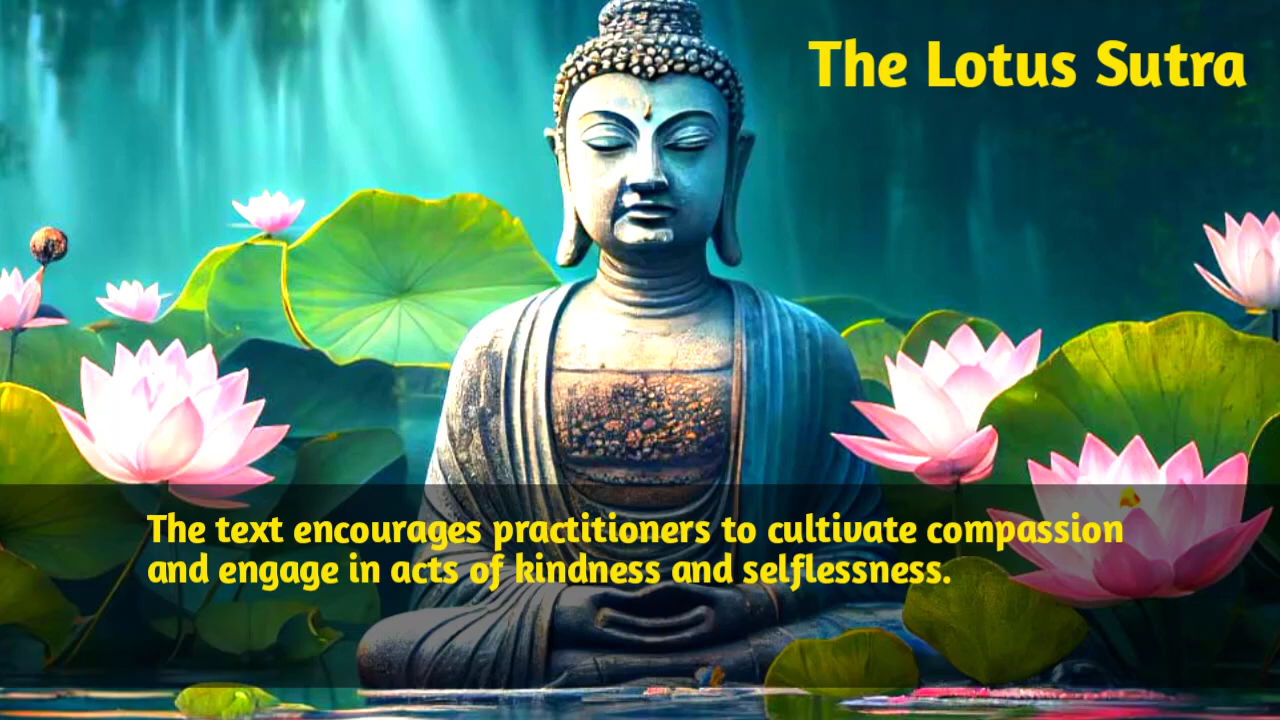 The Lotus Sutra
The text encourages practitioners to cultivate compassion
and engage in acts of kindness and selflessness.